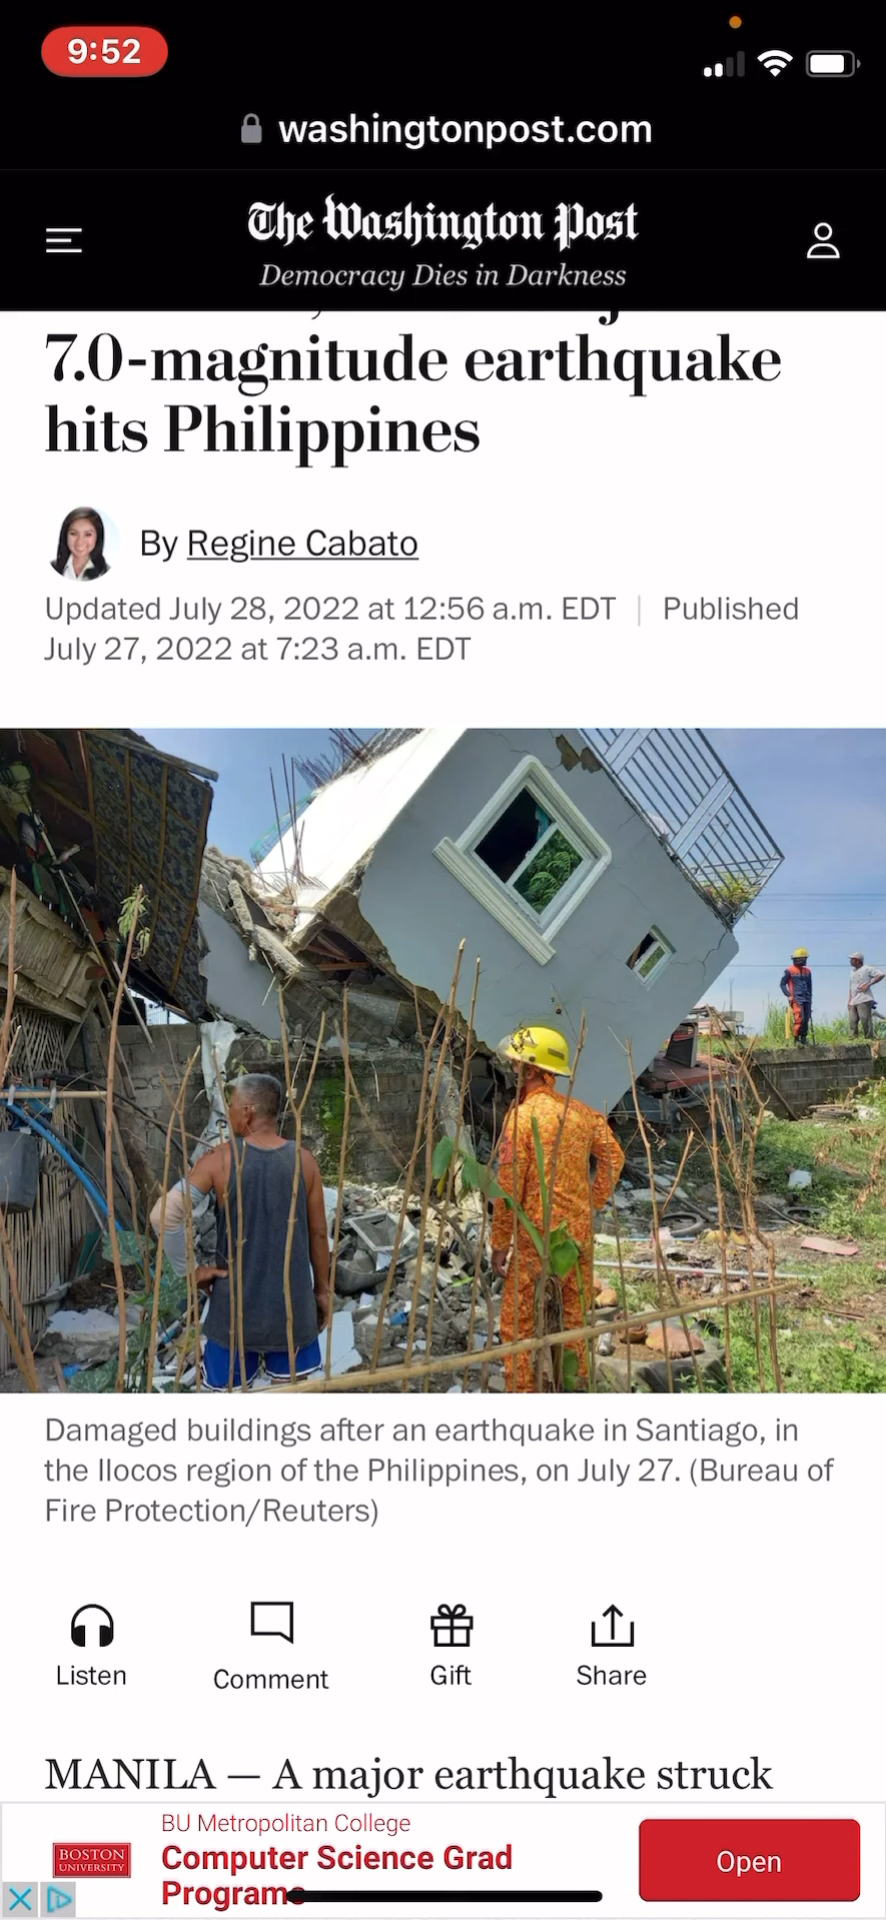 9:52
washingtonpost.com
The Washington Post
Democracy Dies in Darkness
7.0-magnitude earthquake
hits Philippines
By Regine Cabato
Updated July 28, 2022 at 12:56 a.m. EDT | Published
July 27, 2022 at 7:23 a.m. EDT
Damaged buildings after an earthquake in Santiago, in
the Ilocos region of the Philippines, on July 27. (Bureau of
Fire Protection/Reuters)
Listen Comment Gift Share
MANILA — A major earthquake struck
BU Metropolitan College
BOSTON
UNIVERSITY
Computer Science Grad
Programs
Open